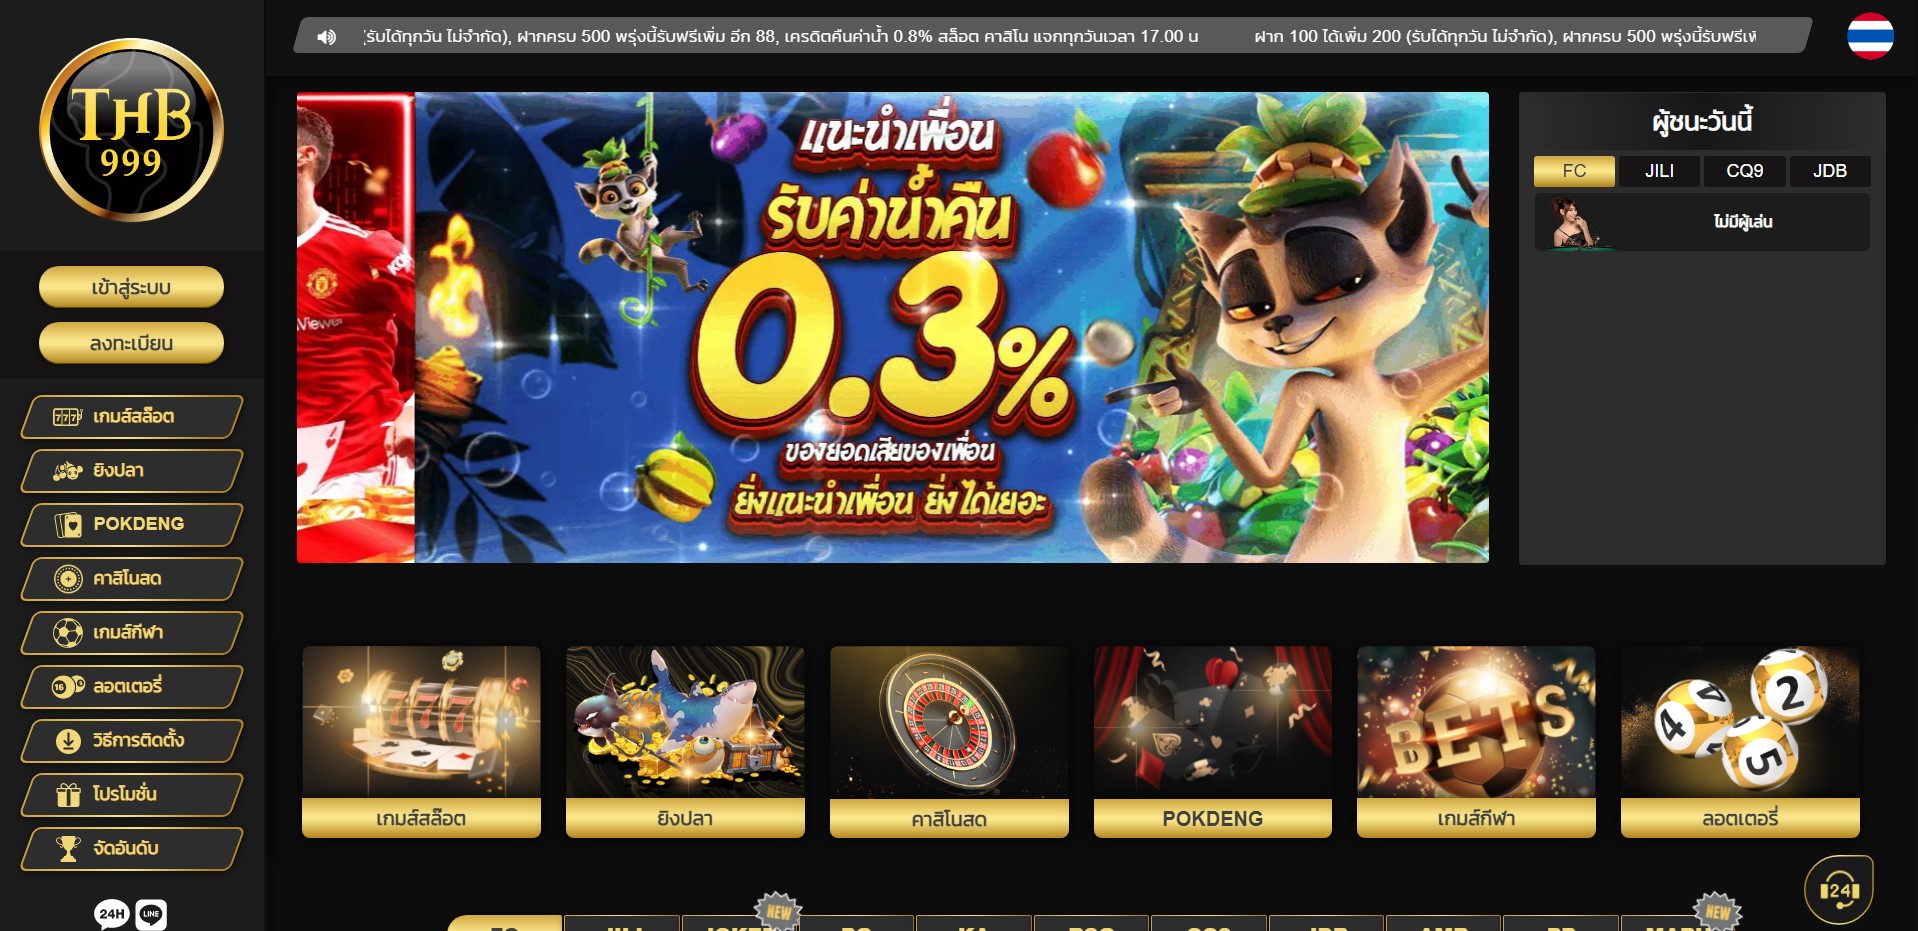 THB
999
เข้าสู่ระบบ
ลงทะเบียน
เกมส์สล๊อต
ยิงปลา
POKDENG
คาสิโนสด
เกมส์กีฬา
ลอตเตอรี่
วิธีการติดตั้ง
โปรโมชั่น
จัดอันดับ
24H LINE
(รับได้ทุกวัน ไม่จำกัด), ฝากครบ 500 พรุ่งนี้รับฟรีเพิ่ม อีก 88, เครดิตคืนค่าน้ำ 0.8% สล็อต คาสิโน แจกทุกวันเวลา 17.00 น ฝาก 100 ได้เพิ่ม 200 (รับได้ทุกวัน ไม่จำกัด), ฝากครบ 500 พรุ่งนี้รับฟรี
แนะนำเพื่อน
รับค่าน้ำคืน
0.3%
ของยอดเสียของเพื่อน
ยิ่งแนะนำเพื่อน ยิ่งได้เยอะ
ผู้ชนะวันนี้
FC JILI CQ9 JDB
ไม่มีผู้เล่น
777
BETS
4 2 5
เกมส์สล๊อต
ยิงปลา
คาสิโนสด
POKDENG
เกมส์กีฬา
ลอตเตอรี่
24
NEW NEW